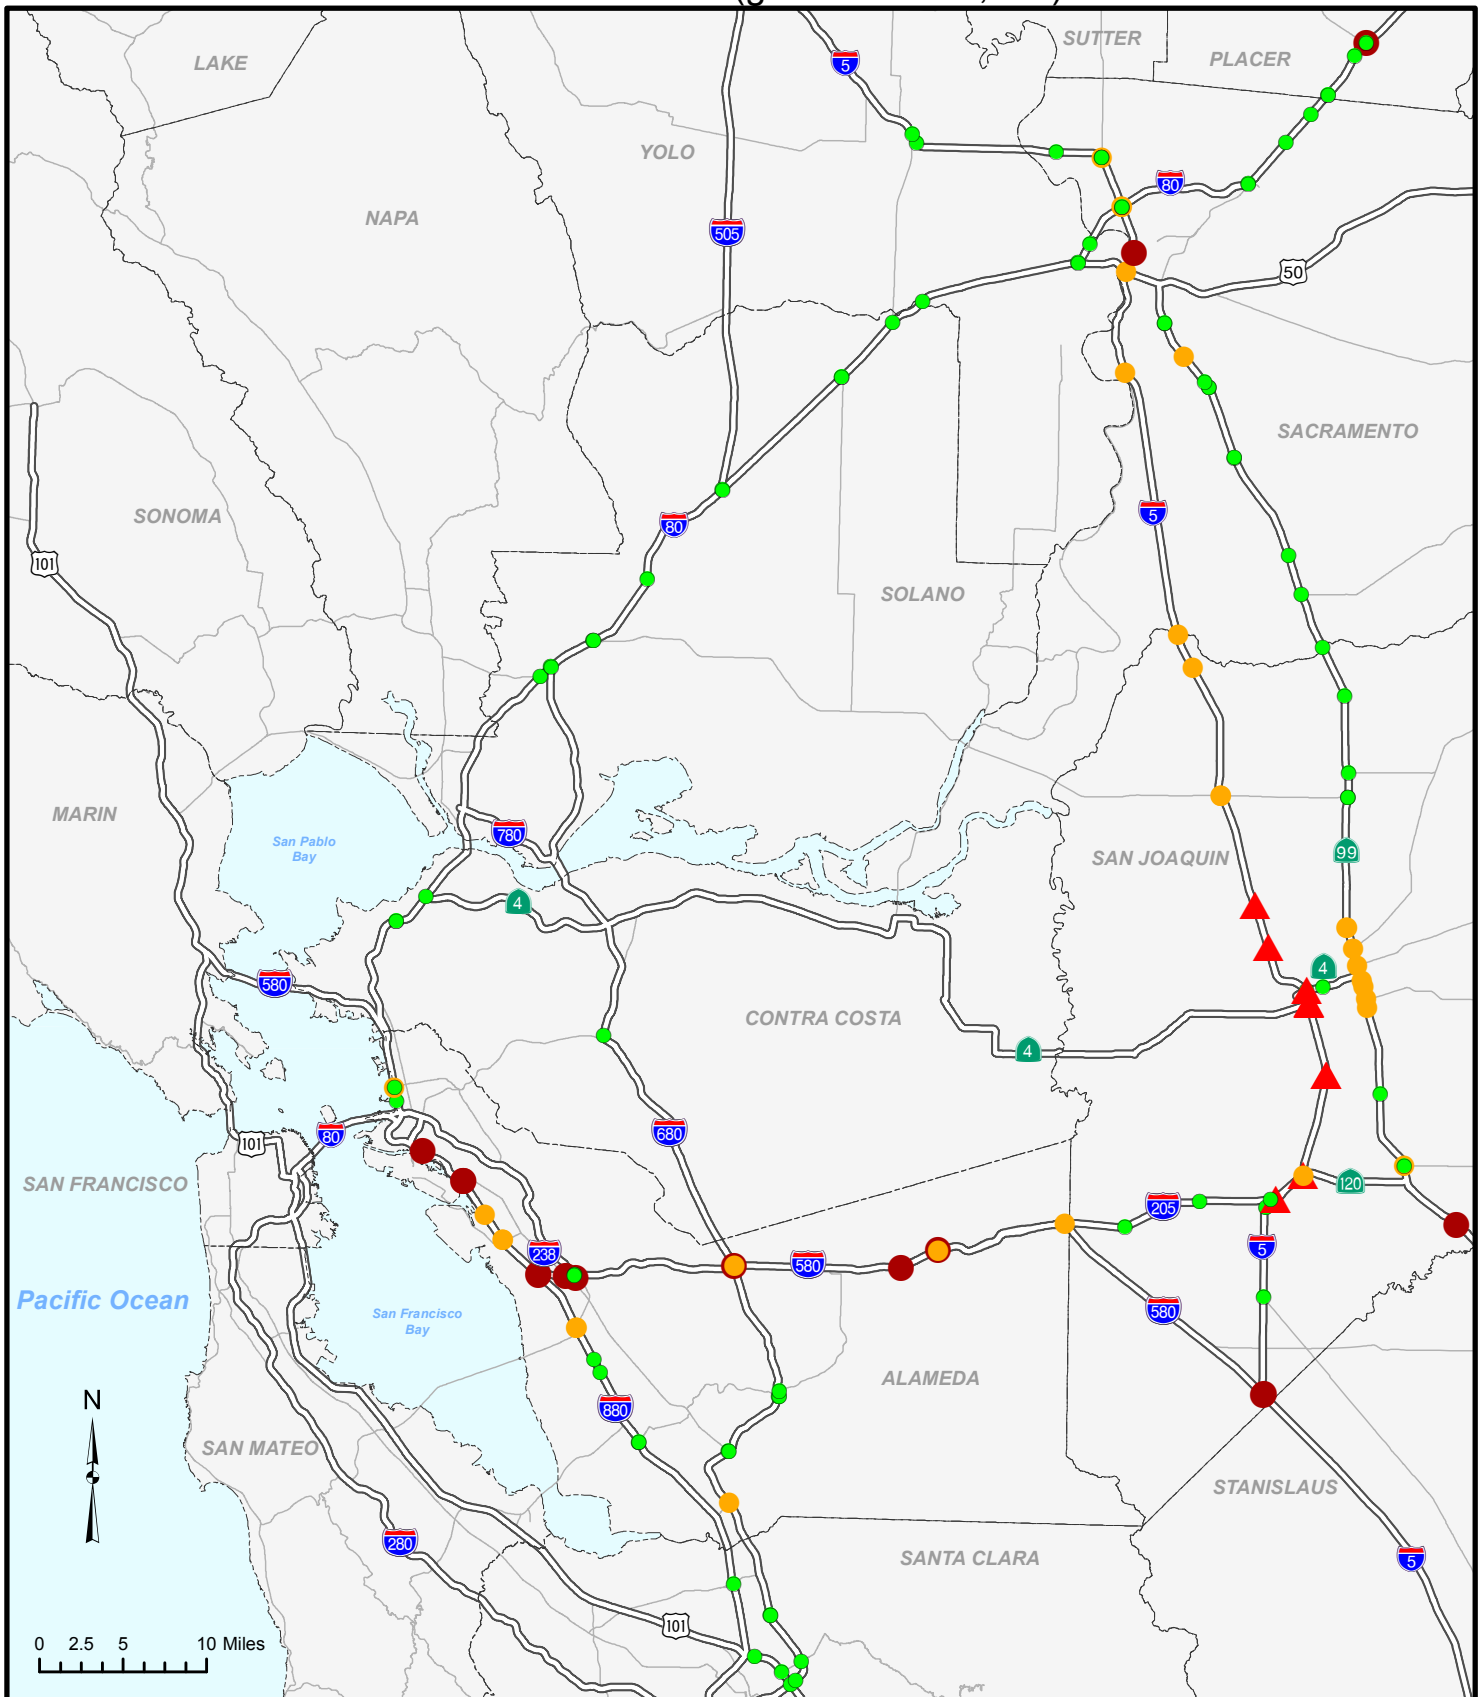 SUTTER
LAKE
PLACER
5
YOLO
80
NAPA
505
50
SACRAMENTO
SONOMA
80
5
101
SOLANO
MARIN
780
San Pablo
Bay
SAN JOAQUIN
99
4
4
580
CONTRA COSTA
4
680
80
101
SAN FRANCISCO
120
205
238
5
580
Pacific Ocean
580
San Francisco
Bay
ALAMEDA
N
880
SAN MATEO
STANISLAUS
280
SANTA CLARA
5
101
0 2.5 5 10 Miles